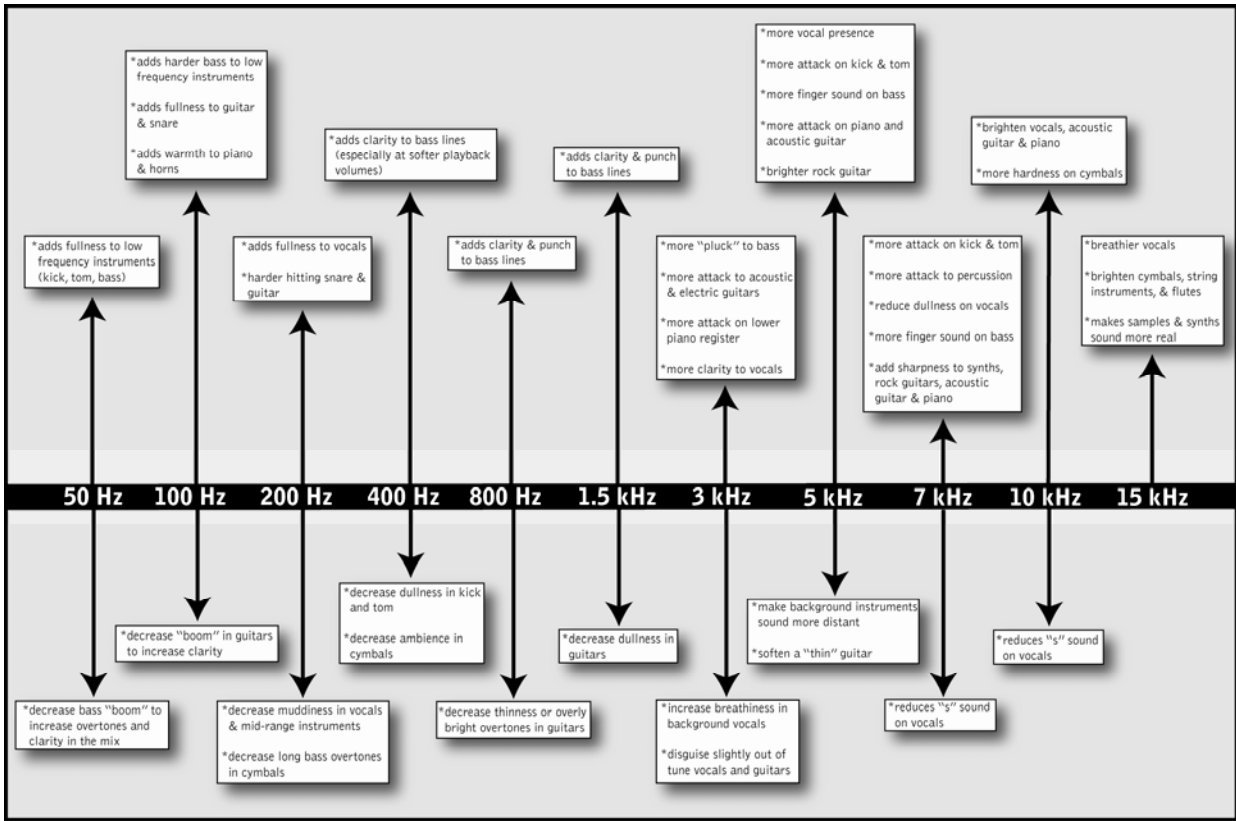 *adds fullness to low
frequency instruments
(kick, tom, bass)
*adds harder bass to low
frequency instruments
*adds fullness to guitar
& snare
*adds warmth to piano
& horns
*adds fullness to vocals
*harder hitting snare &
guitar
*adds clarity to bass lines
(especially at softer playback
volumes)
*adds clarity & punch
to bass lines
*adds clarity & punch
to bass lines
*more "pluck" to bass
*more attack to acoustic
& electric guitars
*more attack on lower
piano register
*more clarity to vocals
*more vocal presence
*more attack on kick & tom
*more finger sound on bass
*more attack on piano and
acoustic guitar
*brighter rock guitar
*more attack on kick & tom
*more attack to percussion
*reduce dullness on vocals
*more finger sound on bass
*add sharpness to synths,
rock guitars, acoustic
guitar & piano
*brighten vocals, acoustic
guitar & piano
*more hardness on cymbals
*breathier vocals
*brighten cymbals, string
instruments, & flutes
*makes samples & synths
sound more real
50 Hz 100 Hz 200 Hz 400 Hz 800 Hz 1.5 kHz 3 kHz 5 kHz 7 kHz 10 kHz 15 kHz
*decrease bass "boom" to
increase overtones and
clarity in the mix
*decrease "boom" in guitars
to increase clarity
*decrease muddiness in vocals
& mid-range instruments
*decrease long bass overtones
in cymbals
*decrease dullness in kick
and tom
*decrease ambience in
cymbals
*decrease thinness or overly
bright overtones in guitars
*decrease dullness in
guitars
*increase breathiness in
background vocals
*disguise slightly out of
tune vocals and guitars
*make background instruments
sound more distant
*soften a "thin" guitar
*reduces "s" sound
on vocals
*reduces "s" sound
on vocals